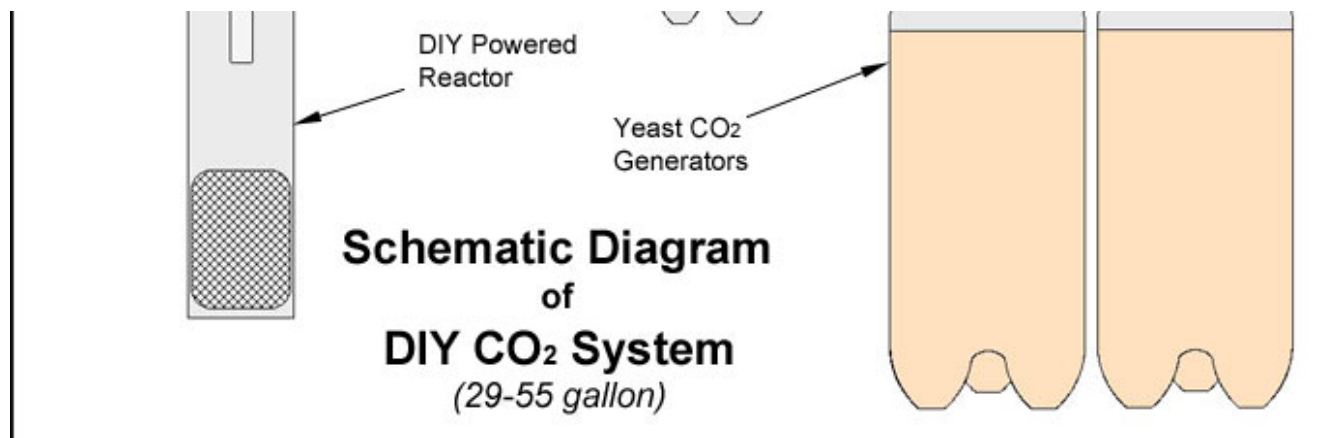 DIY Powered
Reactor
Yeast CO₂
Generators
Schematic Diagram
of
DIY CO₂ System
(29-55 gallon)